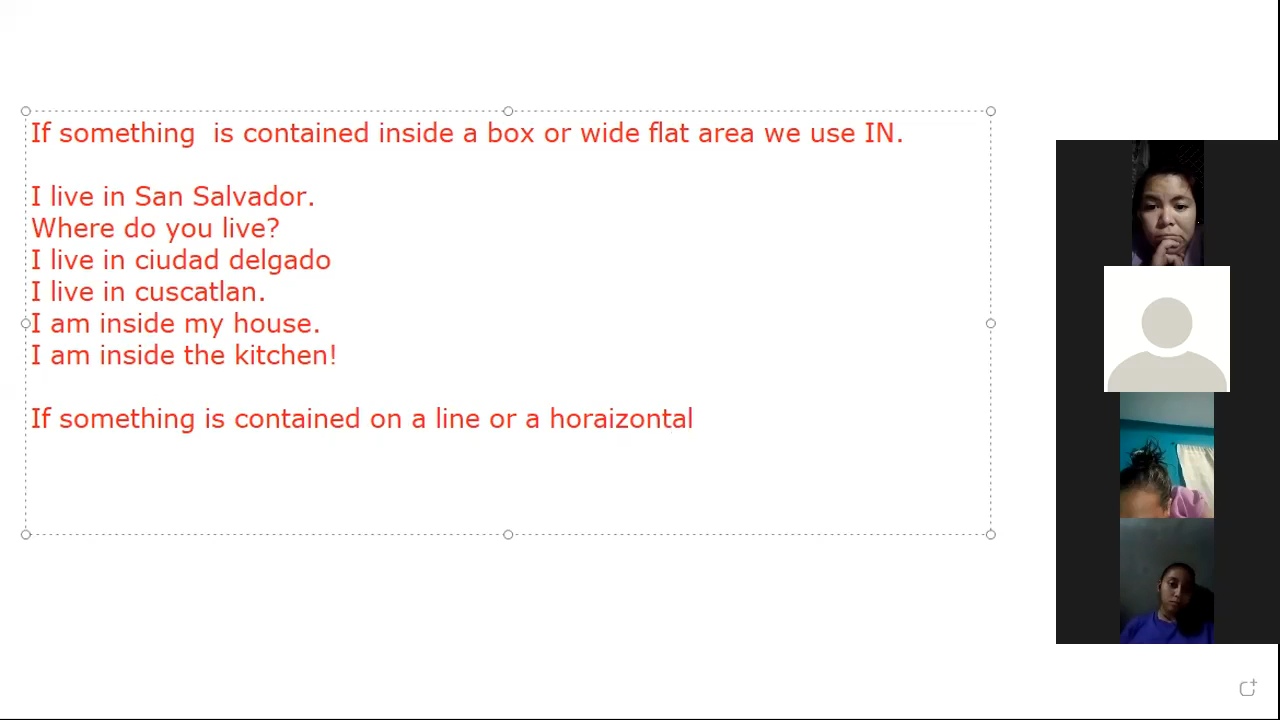 If something  is contained inside a box or wide flat area we use IN.
I live in San Salvador.
Where do you live?
I live in ciudad delgado
I live in cuscatlan.
I am inside my house.
I am inside the kitchen!
If something is contained on a line or a horaizontal